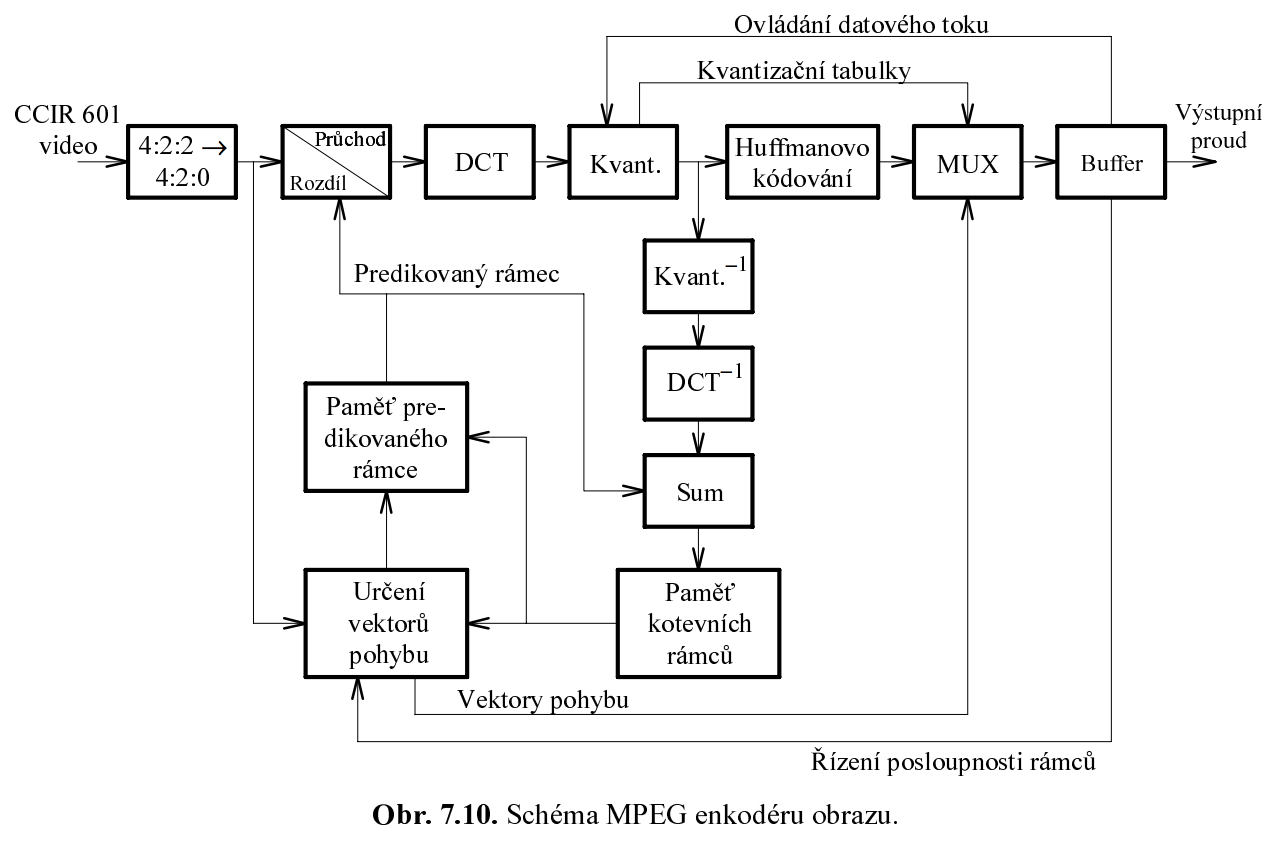 Ovládání datového toku
Kvantizační tabulky
CCIR 601
video
4:2:2 →
4:2:0
Průchod
Rozdíl
DCT
Kvant.
Huffmanovo
kódování
MUX
Buffer
Výstupní
proud
Kvant.⁻¹
Predikovaný rámec
DCT⁻¹
Paměť pre-
dikovaného
rámce
Sum
Určení
vektorů
pohybu
Paměť
kotevních
rámců
Vektory pohybu
Řízení posloupnosti rámců
Obr. 7.10. Schéma MPEG enkodéru obrazu.